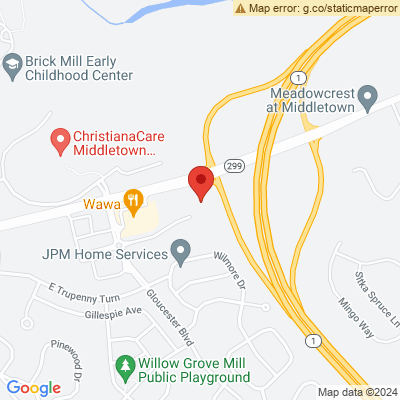 Map error: g.co/staticmaperror
Brick Mill Early
Childhood Center
1
Meadowcrest
at Middletown
ChristianaCare
Middletown...
299
Wawa
JPM Home Services
Wilmore Dr
E Trupenny Turn
Gillespie Ave
Gloucester Blvd
Sitka Spruce Ln
Mingo Way
Pinewood Dr
1
Willow Grove Mill
Public Playground
Google
Map data ©2024